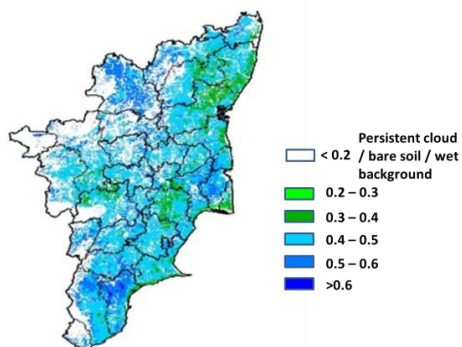 < 0.2 Persistent cloud
/ bare soil / wet
background
0.2 – 0.3
0.3 – 0.4
0.4 – 0.5
0.5 – 0.6
>0.6